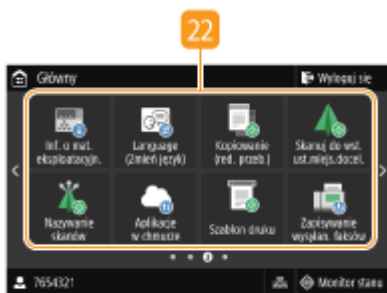 22
Główny
Wyloguj się
Inf. o mat.
eksploatacyjn.
Language
(Zmień język)
Kopiowanie
(red. przeb.)
Skanuj do wst.
ust.miejs.docel.
Nazywanie
skanów
Aplikacje
w chmurze
Szablon druku
Zapisywanie
wysyłan. faksów
7654321
Monitor stanu